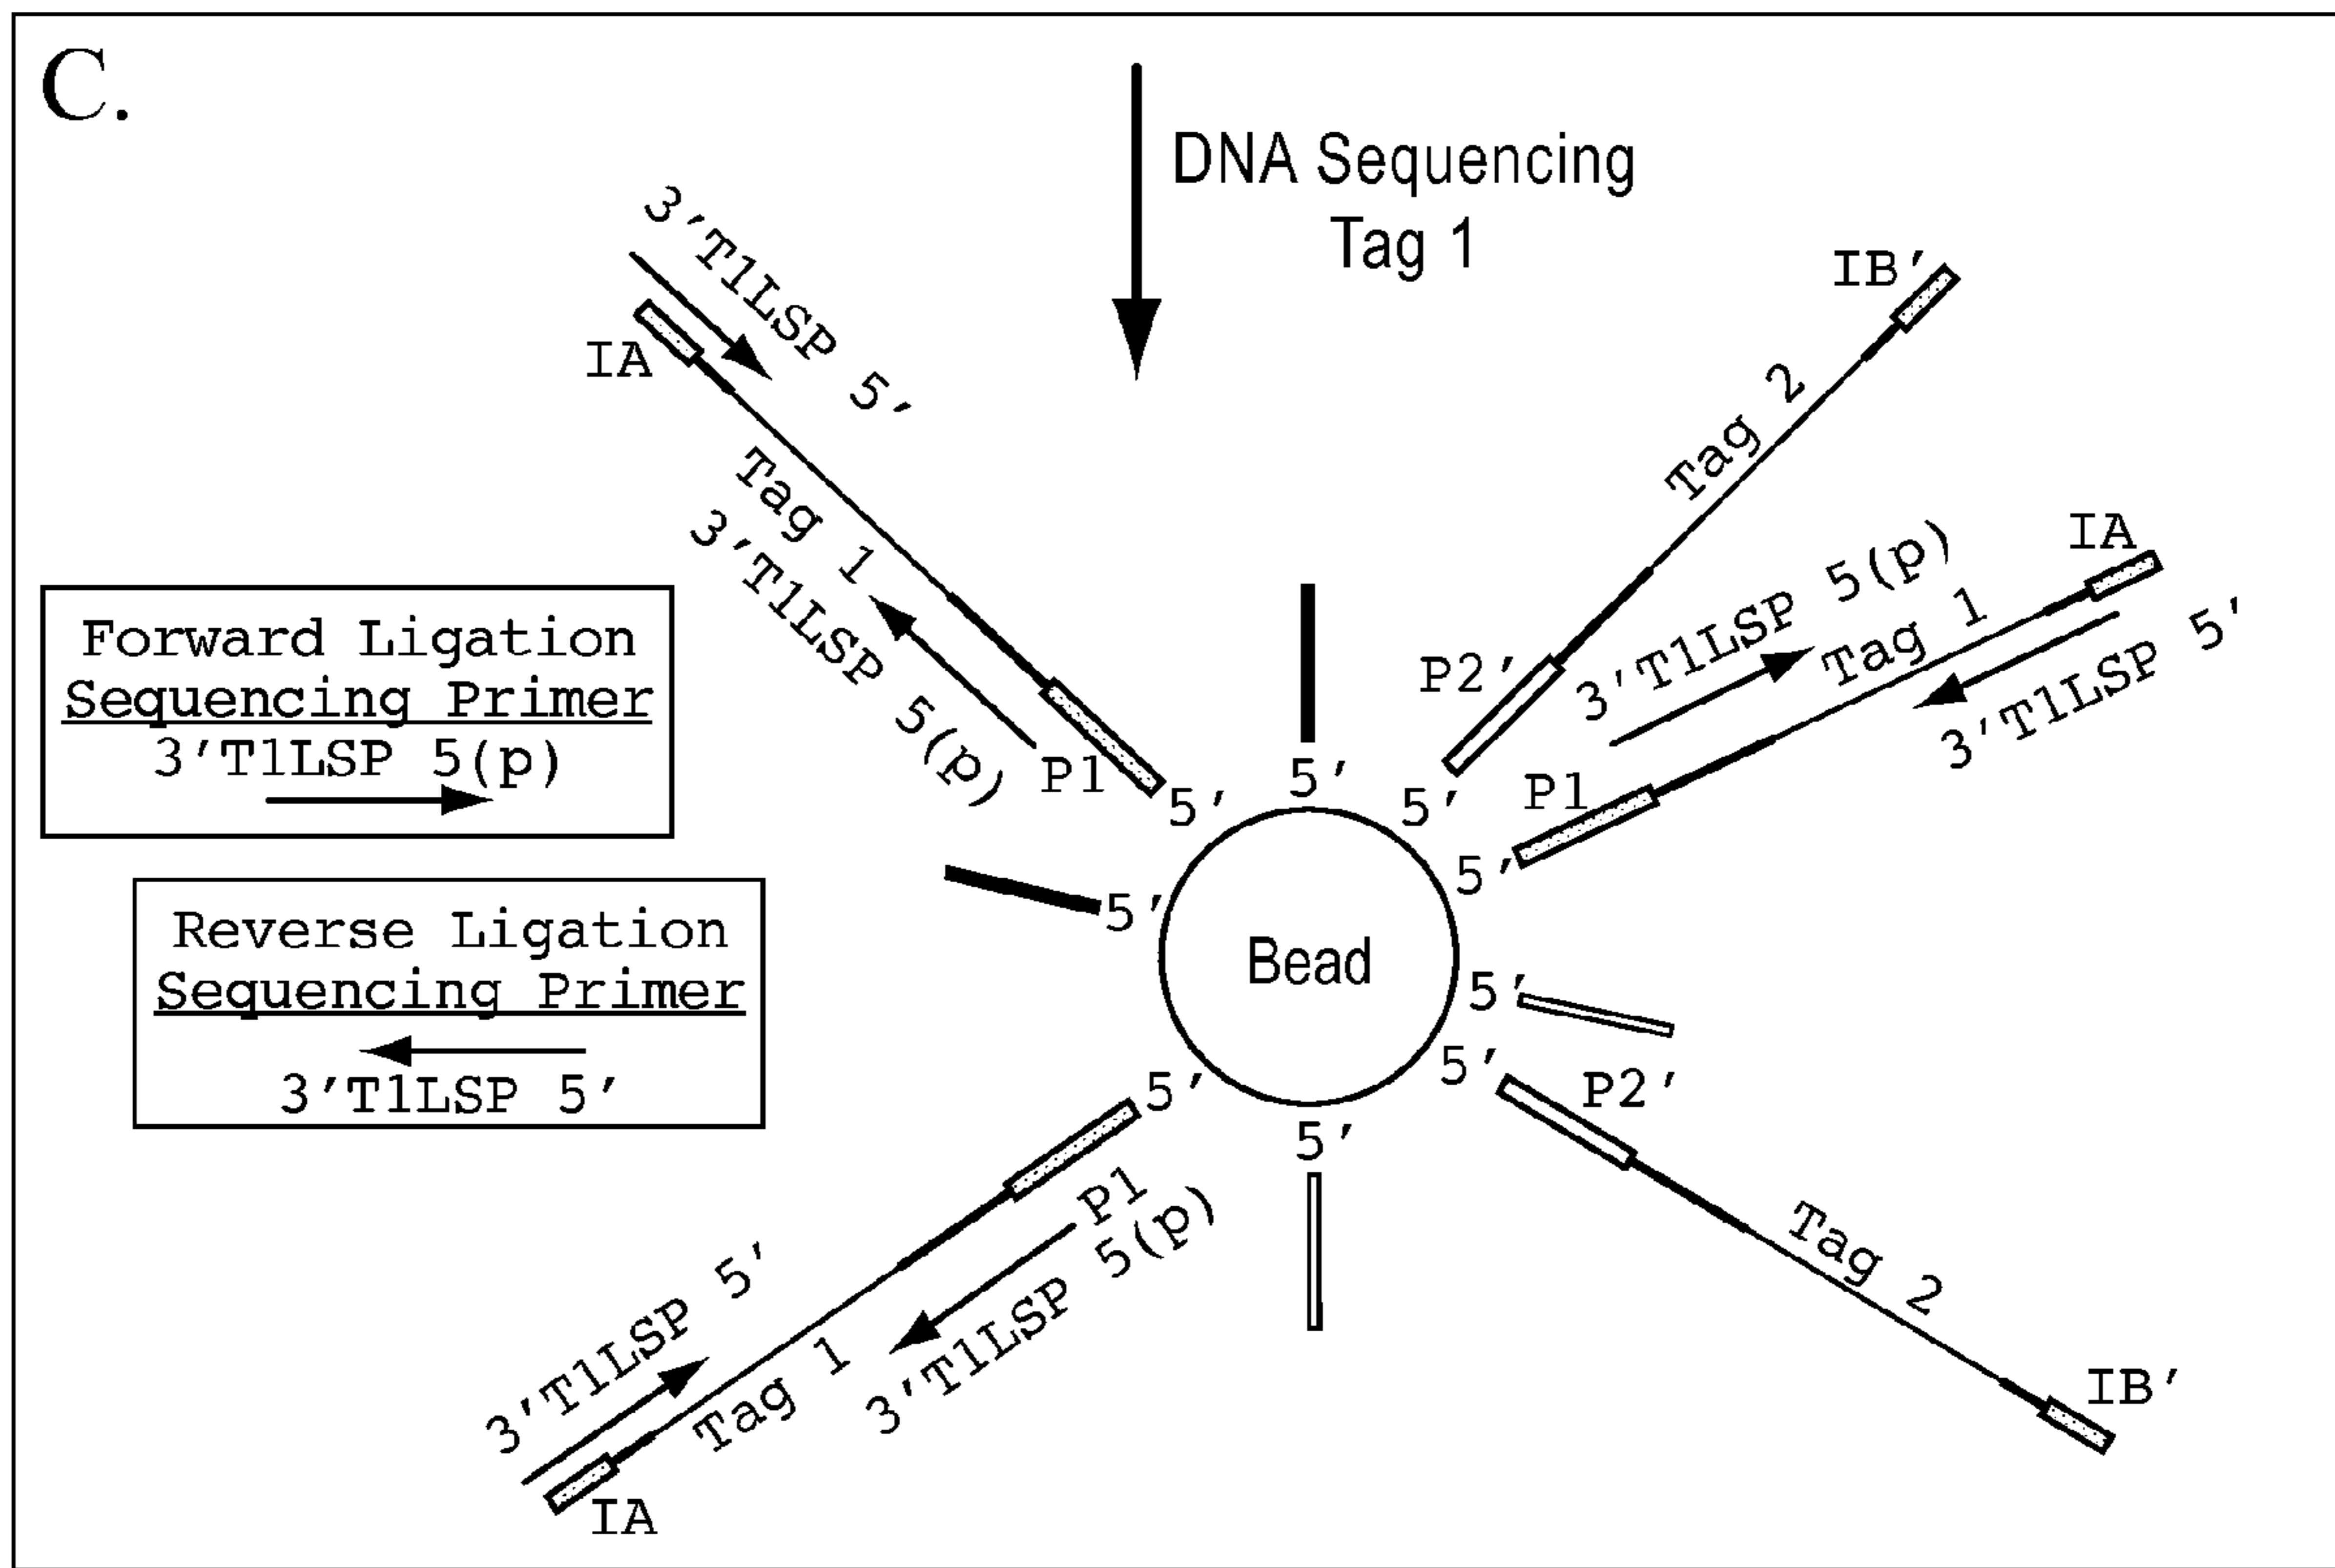 C.
DNA Sequencing
Tag 1
3'T1LSP 5'
IA
Tag 1
3'T1LSP 5(p)
P1
5'
5'
5'
IB'
Tag 2
P2'
5'
IA
3'T1LSP 5(p)
Tag 1
3'T1LSP 5'
P1
5'
Forward Ligation
Sequencing Primer
3'T1LSP 5(p)
Reverse Ligation
Sequencing Primer
3'T1LSP 5'
Bead
5'
5'
P2'
Tag 2
IB'
5'
5'
P1
3'T1LSP 5(p)
3'T1LSP 5'
Tag 1
IA